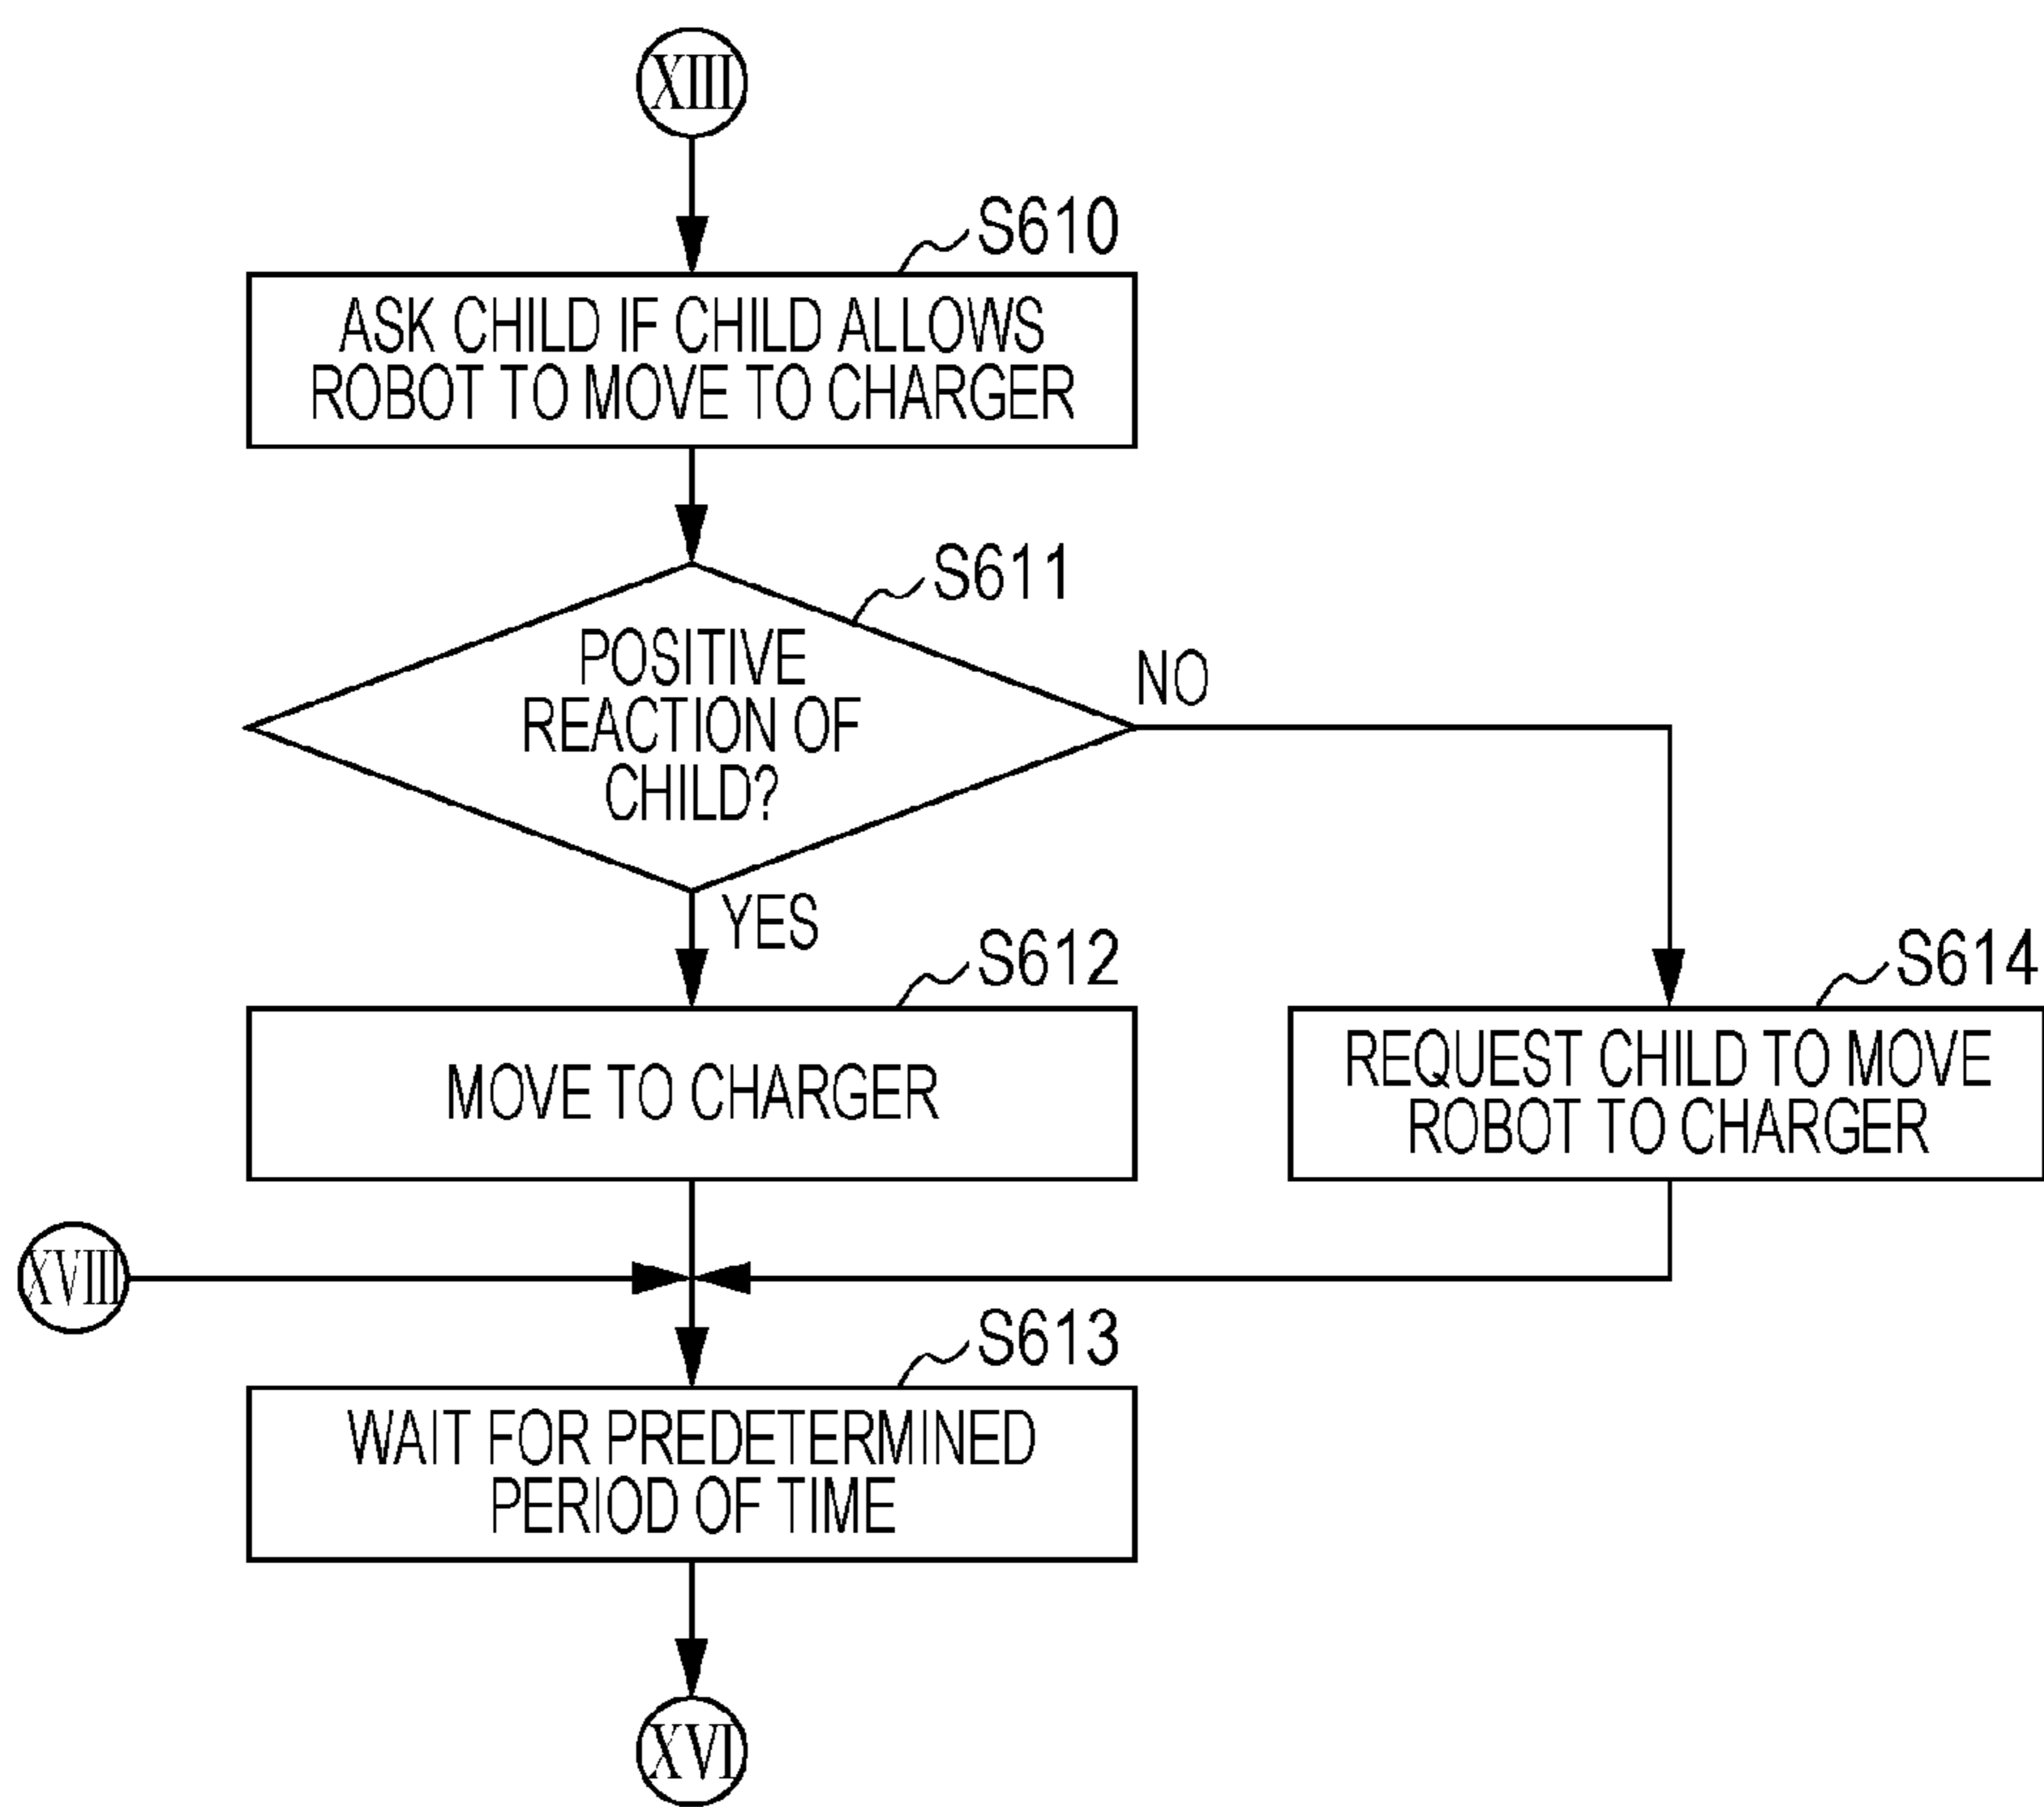 XIII
S610
ASK CHILD IF CHILD ALLOWS
ROBOT TO MOVE TO CHARGER
S611
POSITIVE
REACTION OF
CHILD?
NO
YES
S612
MOVE TO CHARGER
S614
REQUEST CHILD TO MOVE
ROBOT TO CHARGER
XVIII
S613
WAIT FOR PREDETERMINED
PERIOD OF TIME
XVI